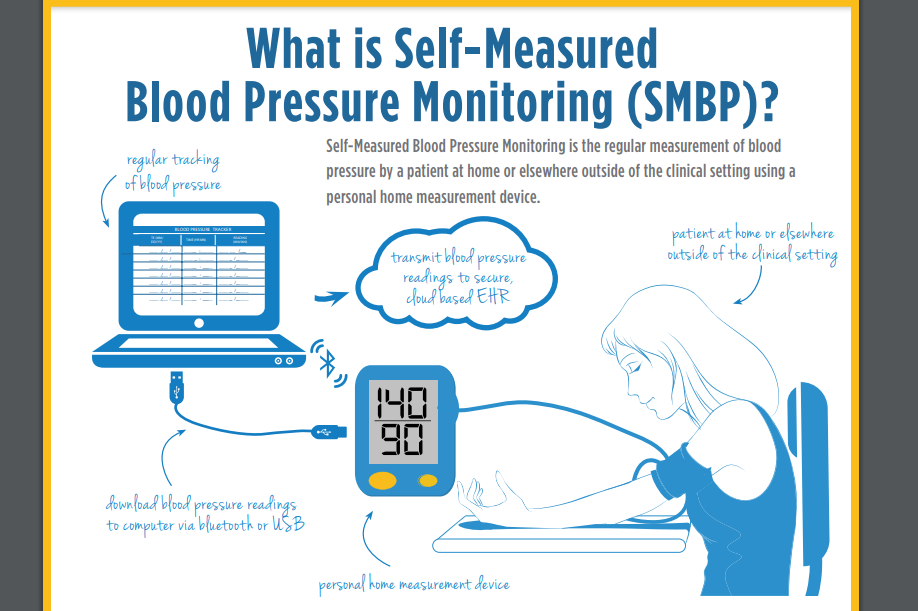 What is Self-Measured
Blood Pressure Monitoring (SMBP)?
Self-Measured Blood Pressure Monitoring is the regular measurement of blood
pressure by a patient at home or elsewhere outside of the clinical setting using a
personal home measurement device.
regular tracking
of blood pressure
BLOOD PRESSURE TRACKER
transmit blood pressure
readings to secure,
cloud based EHR
patient at home or elsewhere
outside of the clinical setting
140
90
download blood pressure readings
to computer via bluetooth or USB
personal home measurement device